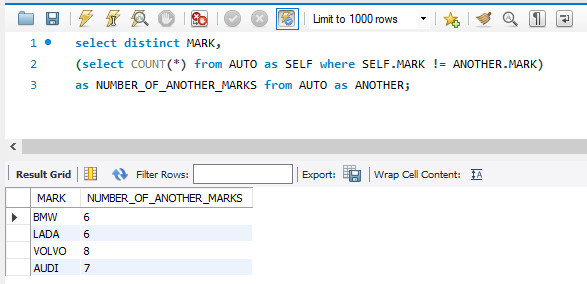 Limit to 1000 rows
1 select distinct MARK,
2 (select COUNT(*) from AUTO as SELF where SELF.MARK != ANOTHER.MARK)
3 as NUMBER_OF_ANOTHER_MARKS from AUTO as ANOTHER;
Result Grid Filter Rows: Export: Wrap Cell Content:
MARK NUMBER_OF_ANOTHER_MARKS
BMW 6
LADA 6
VOLVO 8
AUDI 7